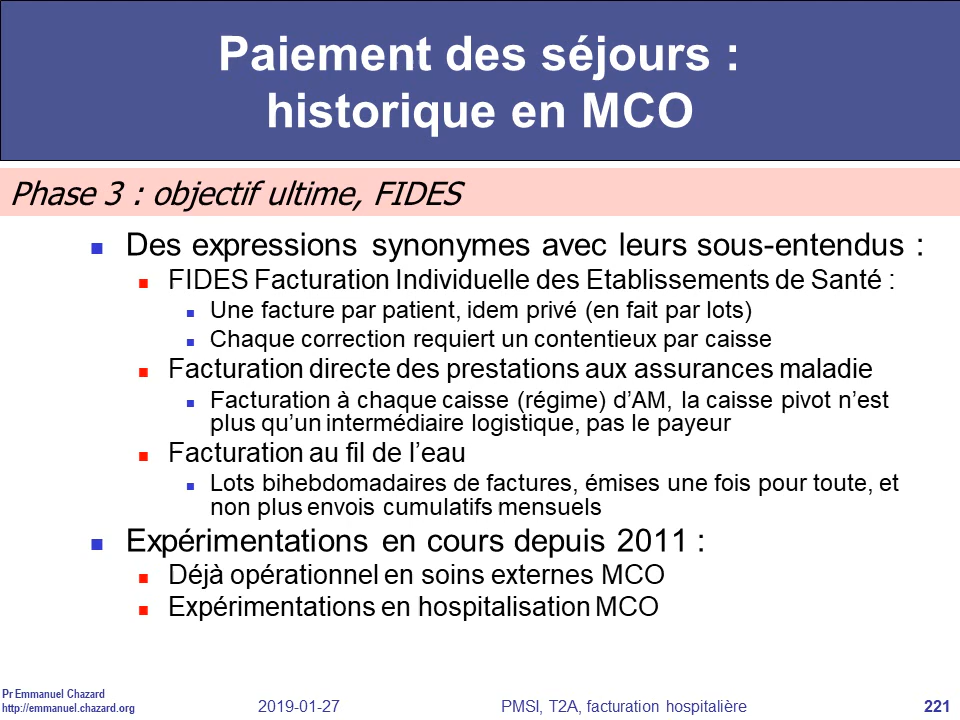 Paiement des séjours :
historique en MCO
Phase 3 : objectif ultime, FIDES
Des expressions synonymes avec leurs sous-entendus :
FIDES Facturation Individuelle des Etablissements de Santé :
Une facture par patient, idem privé (en fait par lots)
Chaque correction requiert un contentieux par caisse
Facturation directe des prestations aux assurances maladie
Facturation à chaque caisse (régime) d’AM, la caisse pivot n’est
plus qu’un intermédiaire logistique, pas le payeur
Facturation au fil de l’eau
Lots bihebdomadaires de factures, émises une fois pour toute, et
non plus envois cumulatifs mensuels
Expérimentations en cours depuis 2011 :
Déjà opérationnel en soins externes MCO
Expérimentations en hospitalisation MCO
Pr Emmanuel Chazard
http://emmanuel.chazard.org
2019-01-27
PMSI, T2A, facturation hospitalière
221